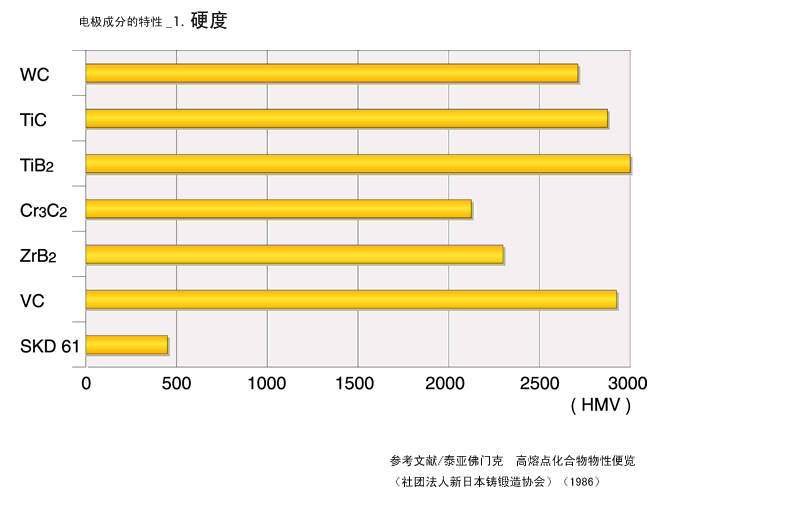 电极成分的特性 _1. 硬度
WC
TiC
TiB2
Cr3C2
ZrB2
VC
SKD 61
0 500 1000 1500 2000 2500 3000
( HMV )
参考文献/泰亚佛门克 高熔点化合物物性便览
（社团法人新日本铸锻造协会）（1986）